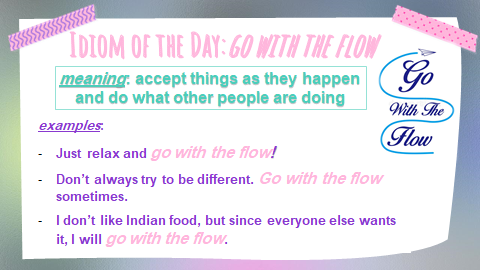 Idiom of the Day: go with the flow
meaning: accept things as they happen
and do what other people are doing
Go
With The
Flow
examples:
- Just relax and go with the flow!
- Don’t always try to be different. Go with the flow
sometimes.
- I don’t like Indian food, but since everyone else wants
it, I will go with the flow.